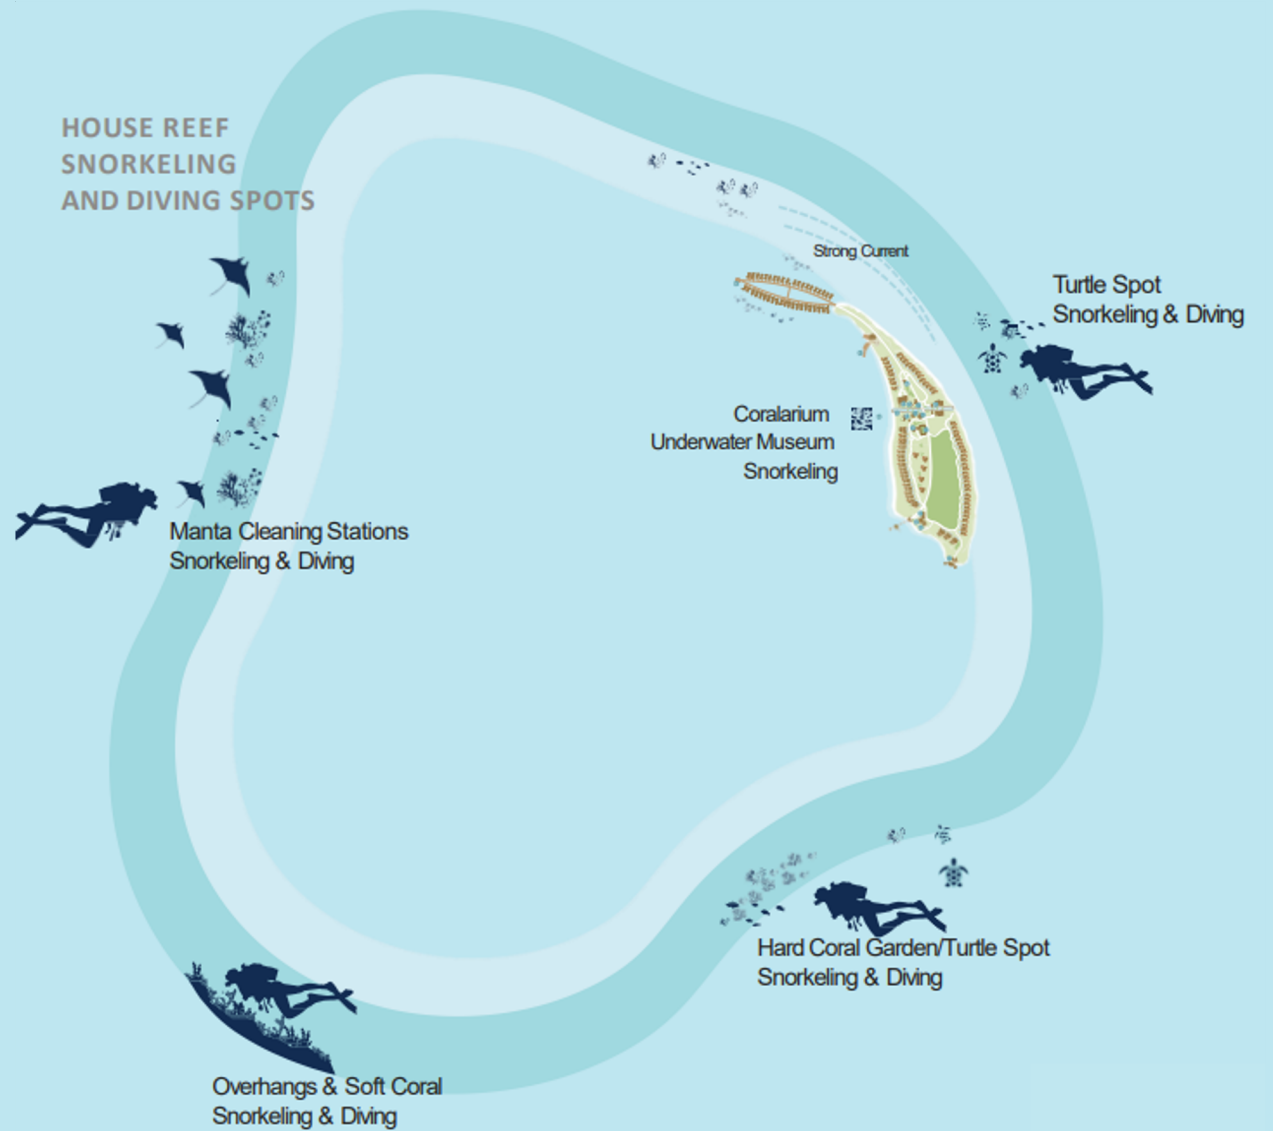 HOUSE REEF
SNORKELING
AND DIVING SPOTS
Strong Current
Turtle Spot
Snorkeling & Diving
Coralarium
Underwater Museum
Snorkeling
Manta Cleaning Stations
Snorkeling & Diving
Hard Coral Garden/Turtle Spot
Snorkeling & Diving
Overhangs & Soft Coral
Snorkeling & Diving